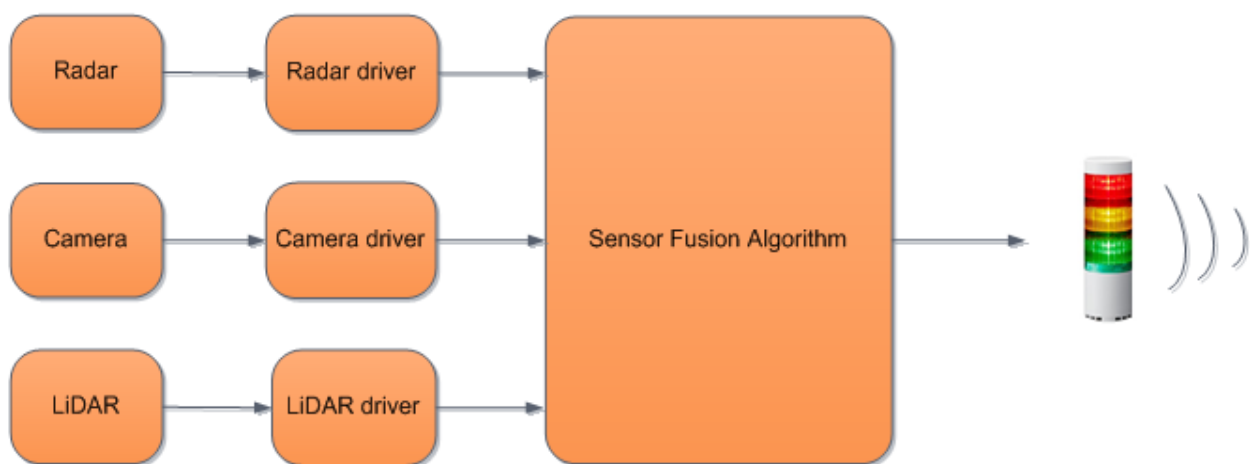 Radar
Radar driver
Camera
Camera driver
Sensor Fusion Algorithm
LiDAR
LiDAR driver